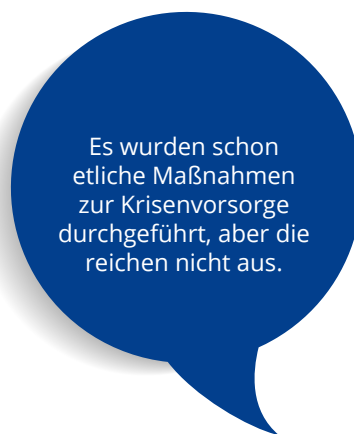 Es wurden schon
etliche Maßnahmen
zur Krisenvorsorge
durchgeführt, aber die
reichen nicht aus.